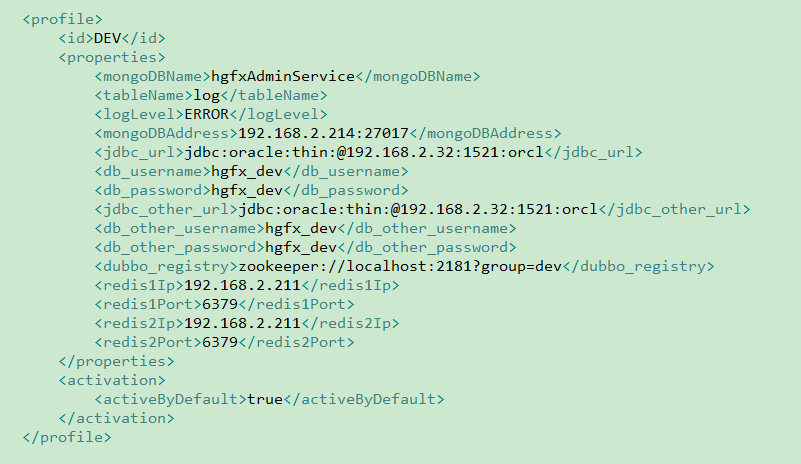 <profile>
<id>DEV</id>
<properties>
<mongoDBName>hgfxAdminService</mongoDBName>
<tableName>log</tableName>
<logLevel>ERROR</logLevel>
<mongoDBAddress>192.168.2.214:27017</mongoDBAddress>
<jdbc_url>jdbc:oracle:thin:@192.168.2.32:1521:orcl</jdbc_url>
<db_username>hgfx_dev</db_username>
<db_password>hgfx_dev</db_password>
<jdbc_other_url>jdbc:oracle:thin:@192.168.2.32:1521:orcl</jdbc_other_url>
<db_other_username>hgfx_dev</db_other_username>
<db_other_password>hgfx_dev</db_other_password>
<dubbo_registry>zookeeper://localhost:2181?group=dev</dubbo_registry>
<redis1Ip>192.168.2.211</redis1Ip>
<redis1Port>6379</redis1Port>
<redis2Ip>192.168.2.211</redis2Ip>
<redis2Port>6379</redis2Port>
</properties>
<activation>
<activeByDefault>true</activeByDefault>
</activation>
</profile>